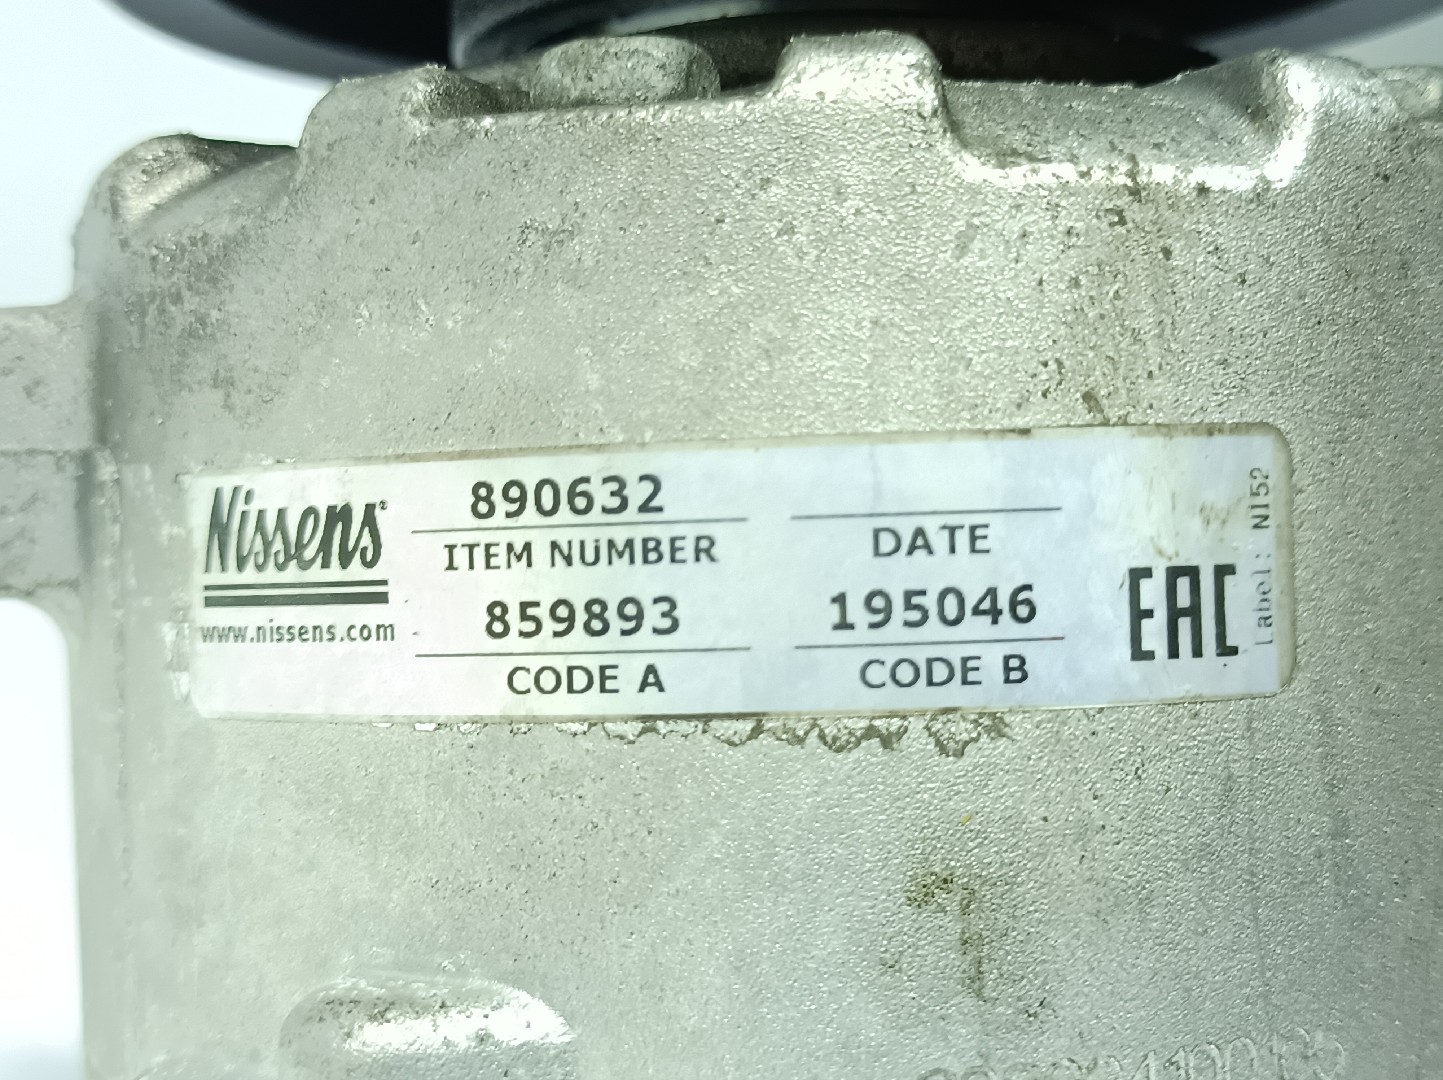 Nissens®
www.nissens.com
890632
ITEM NUMBER
859893
CODE A
DATE
195046
CODE B
EAC
Label: NI52